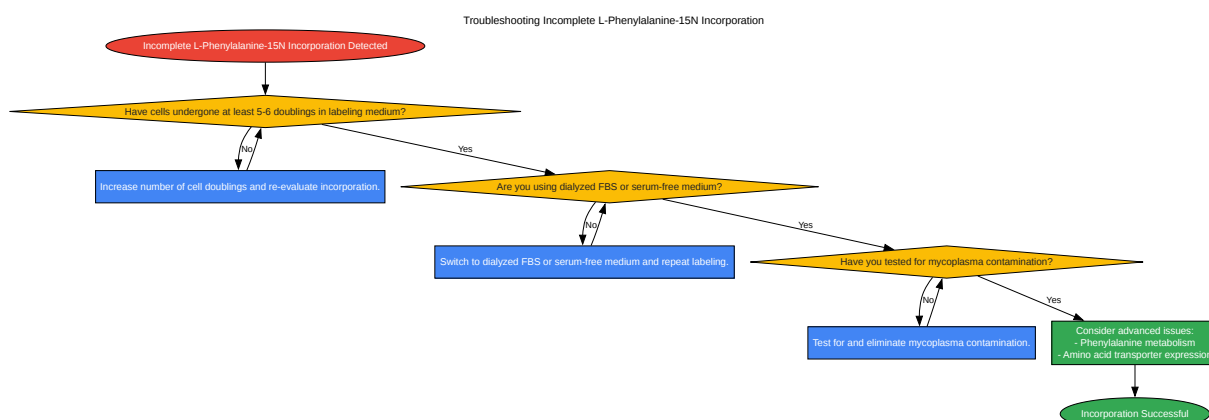 Troubleshooting Incomplete L-Phenylalanine-15N Incorporation
Incomplete L-Phenylalanine-15N Incorporation Detected
Have cells undergone at least 5-6 doublings in labeling medium?
No
Yes
Increase number of cell doublings and re-evaluate incorporation.
Are you using dialyzed FBS or serum-free medium?
No
Yes
Switch to dialyzed FBS or serum-free medium and repeat labeling.
Have you tested for mycoplasma contamination?
No
Yes
Test for and eliminate mycoplasma contamination.
Consider advanced issues:
- Phenylalanine metabolism
- Amino acid transporter expression
Incorporation Successful